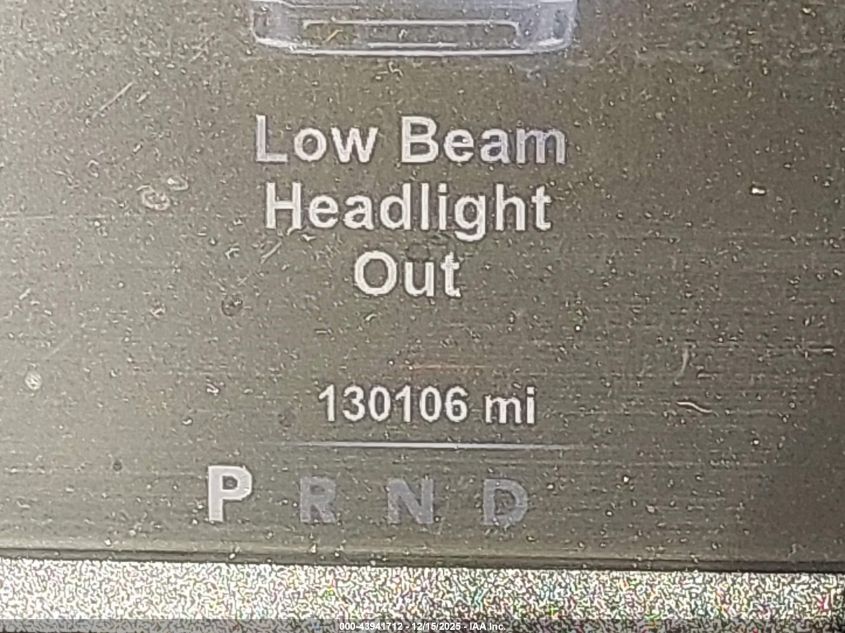 Low Beam
Headlight
Out
130106 mi
P R N D
000-43941712 - 12/15/2025 - IAA Inc.